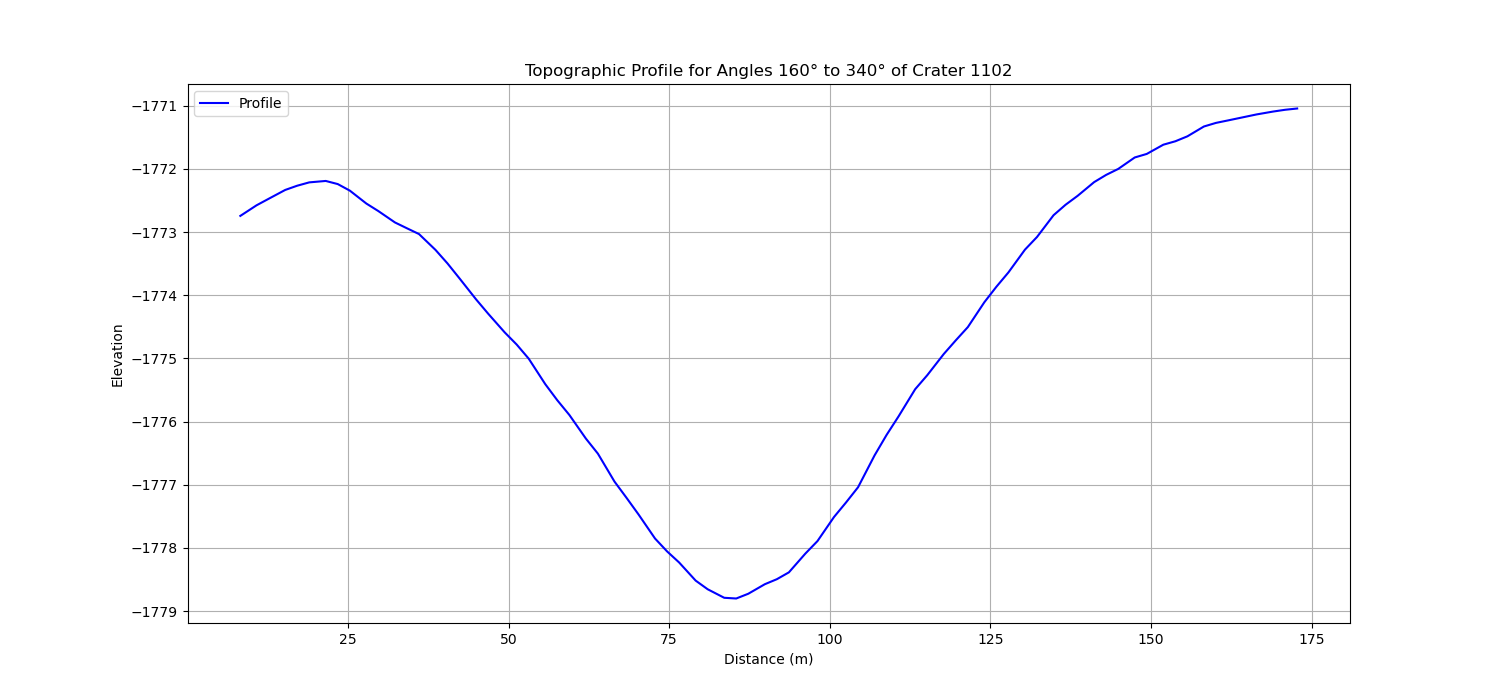 Topographic Profile for Angles 160° to 340° of Crater 1102
Profile
−1771
−1772
−1773
−1774
−1775
−1776
−1777
−1778
−1779
Elevation
25 50 75 100 125 150 175
Distance (m)